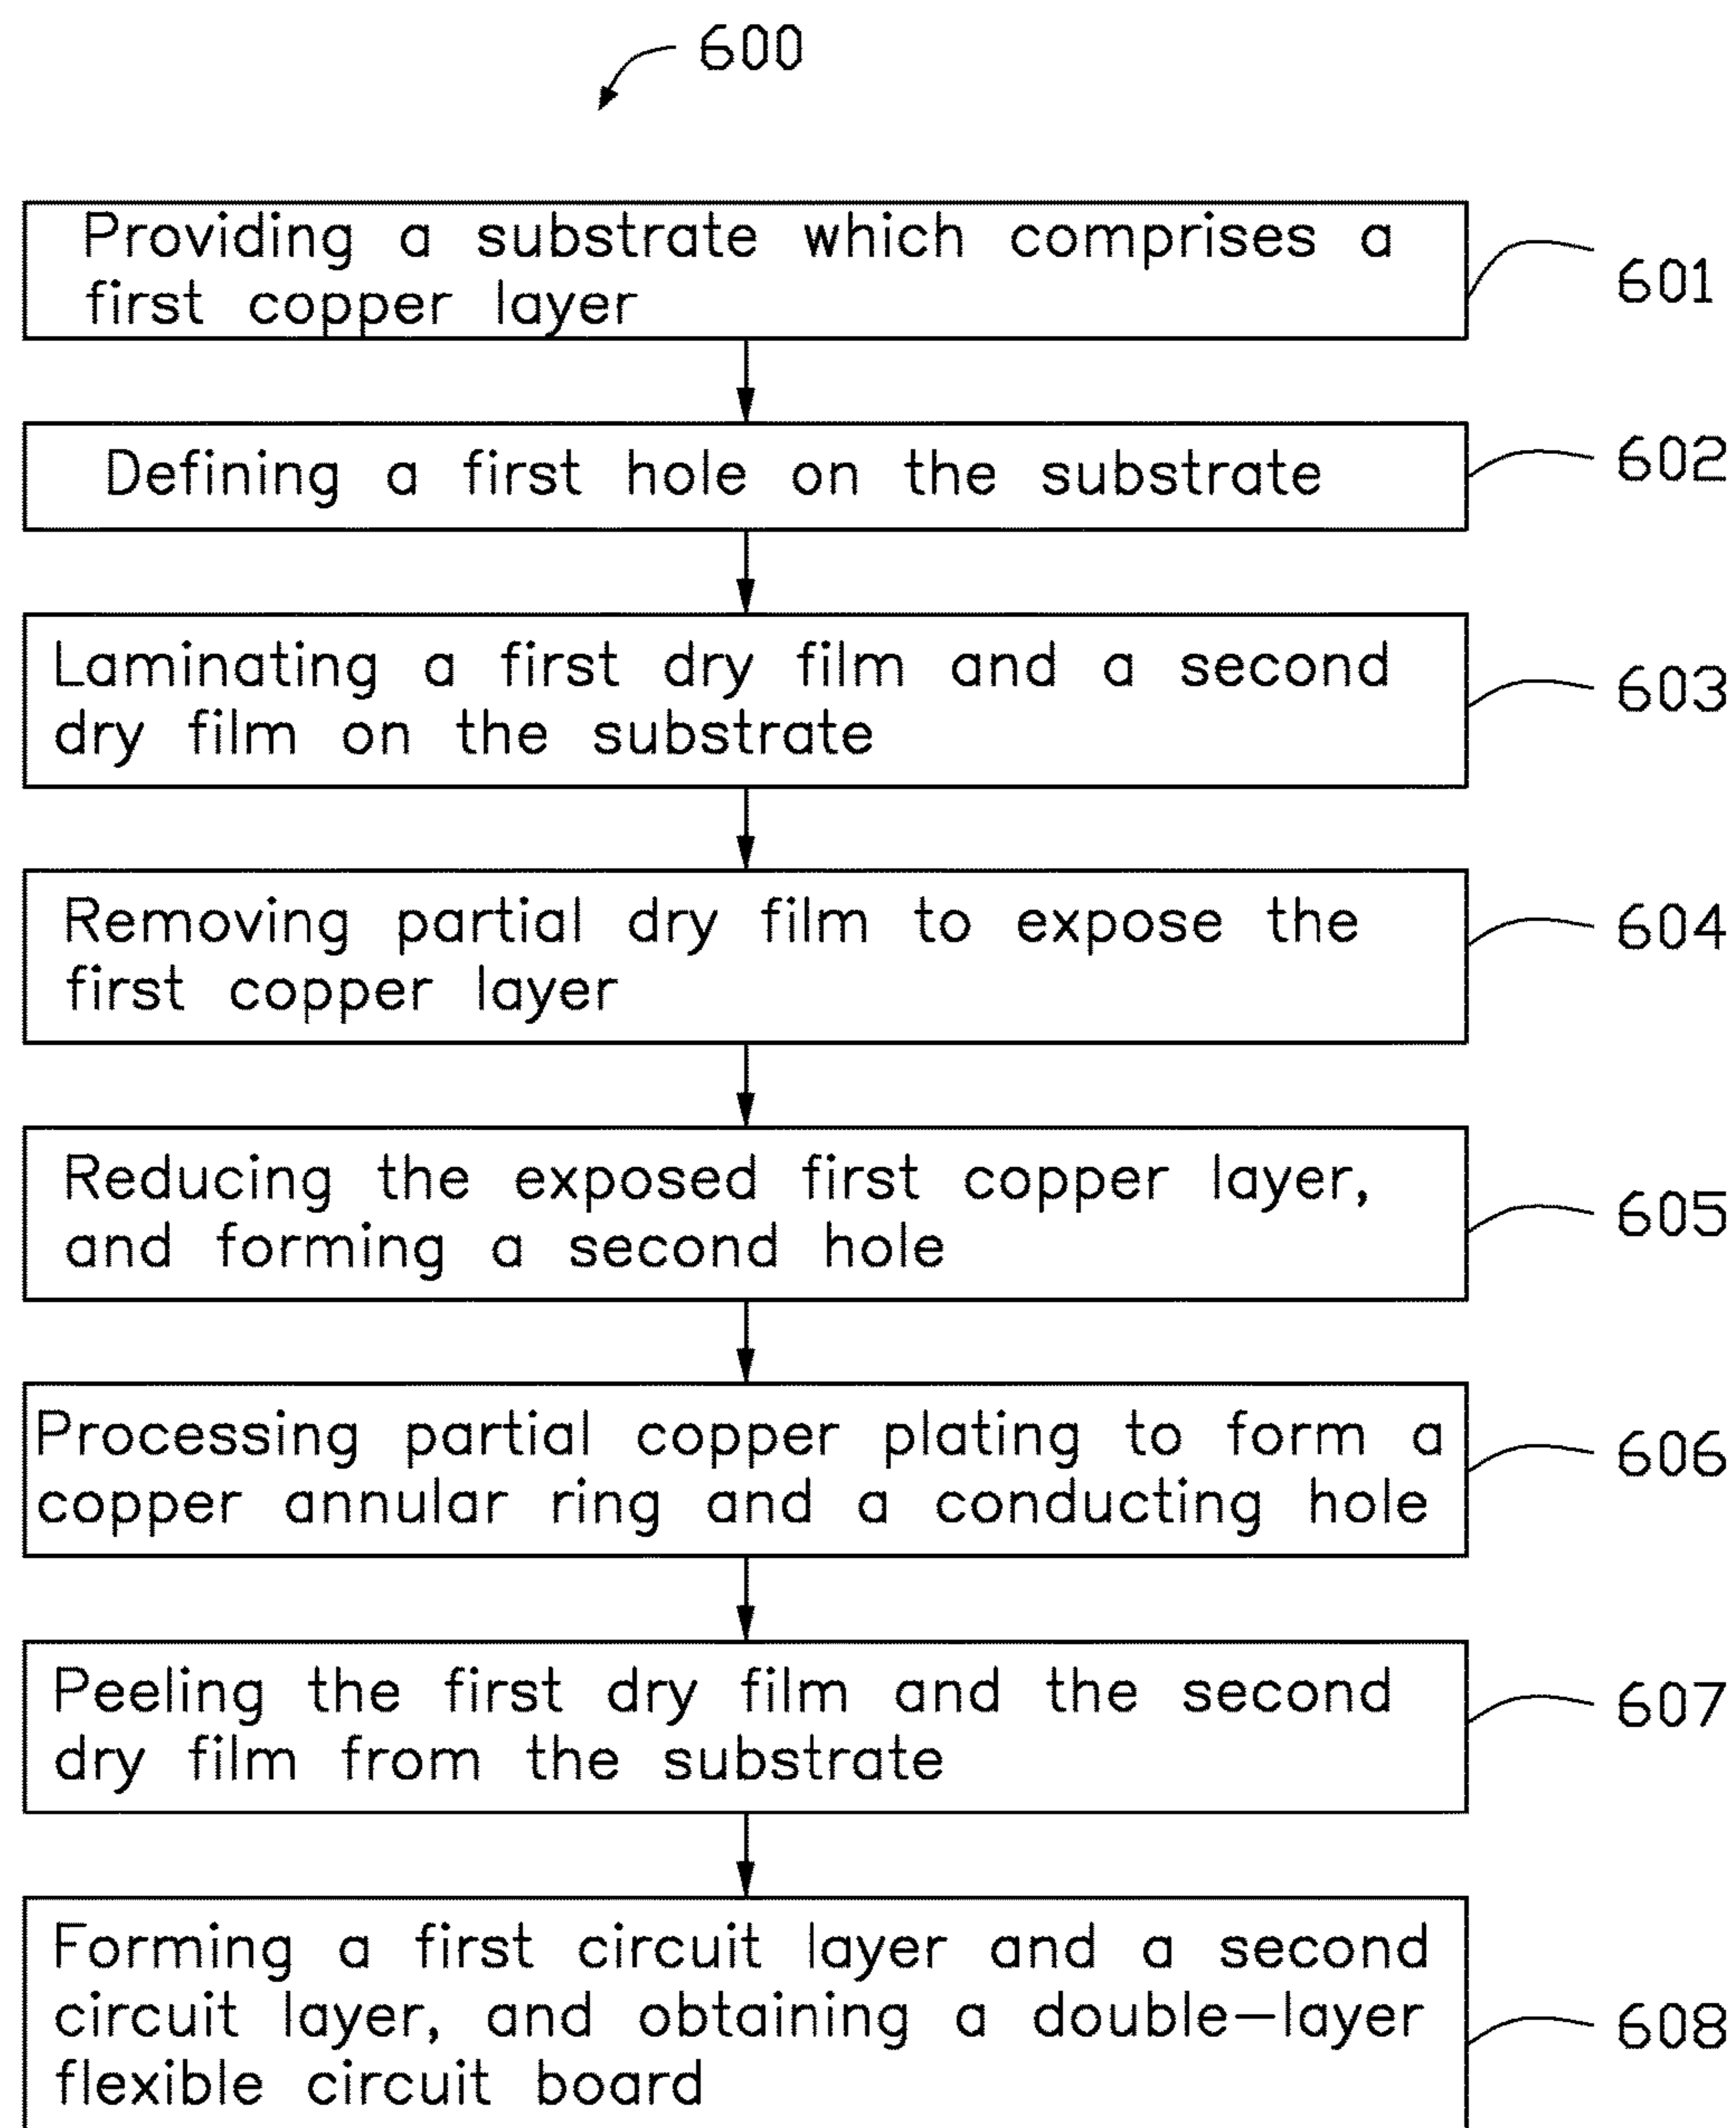 600
Providing a substrate which comprises a
first copper layer
601
Defining a first hole on the substrate
602
Laminating a first dry film and a second
dry film on the substrate
603
Removing partial dry film to expose the
first copper layer
604
Reducing the exposed first copper layer,
and forming a second hole
605
Processing partial copper plating to form a
copper annular ring and a conducting hole
606
Peeling the first dry film and the second
dry film from the substrate
607
Forming a first circuit layer and a second
circuit layer, and obtaining a double-layer
flexible circuit board
608